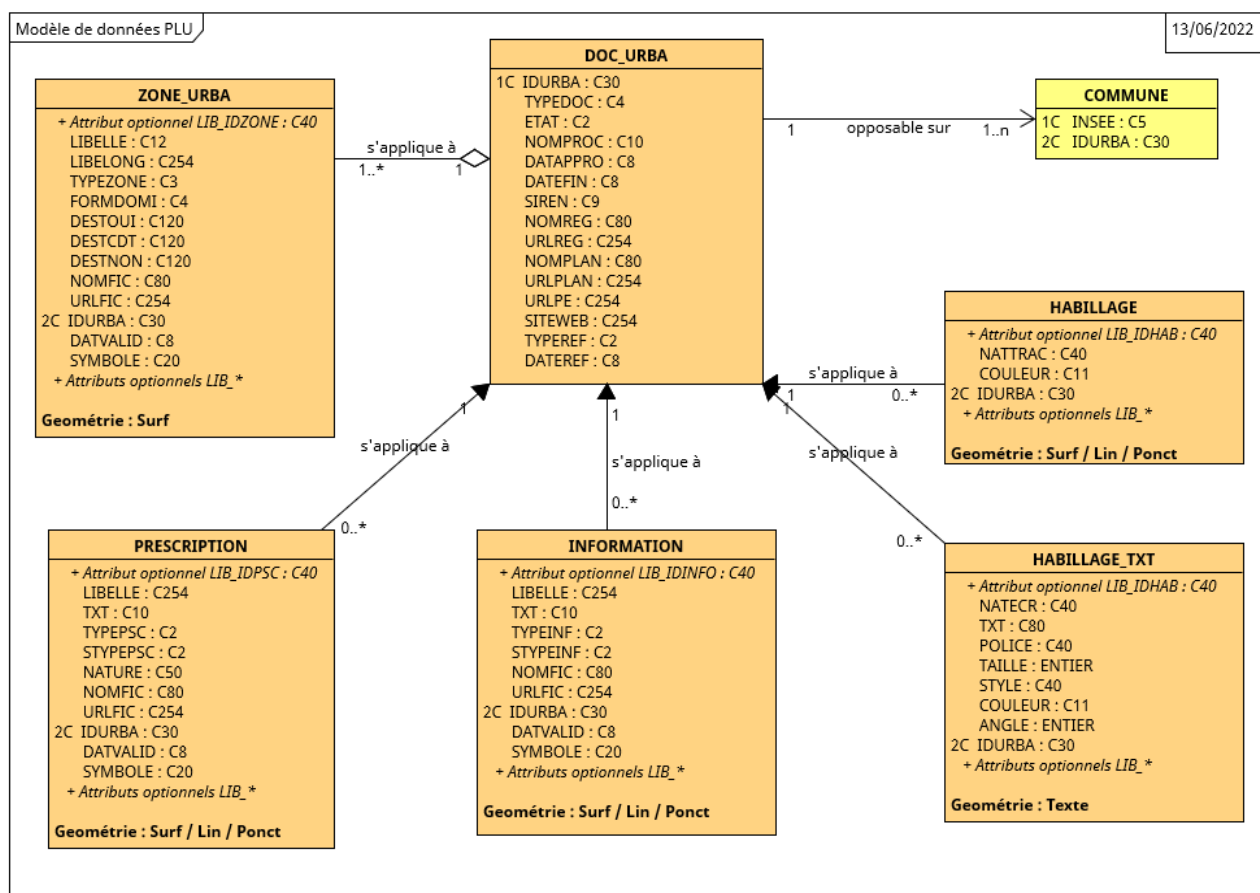 Modèle de données PLU
13/06/2022
DOC_URBA
1C IDURBA : C30
TYPEDOC : C4
ETAT : C2
NOMPROC : C10
DATAPPRO : C8
DATEFIN : C8
SIREN : C9
NOMREG : C80
URLREG : C254
NOMPLAN : C80
URLPLAN : C254
URLPE : C254
SITEWEB : C254
TYPEREF : C2
DATEREF : C8
ZONE_URBA
+ Attribut optionnel LIB_IDZONE : C40
LIBELLE : C12
LIBELONG : C254
TYPEZONE : C3
FORMDOMI : C4
DESTOUI : C120
DESTCDT : C120
DESTNON : C120
NOMFIC : C80
URLFIC : C254
2C IDURBA : C30
DATVALID : C8
SYMBOLE : C20
+ Attributs optionnels LIB_*
Geométrie : Surf
s'applique à
1..*
1
COMMUNE
1C INSEE : C5
2C IDURBA : C30
1
opposable sur
1..n
HABILLAGE
+ Attribut optionnel LIB_IDHAB : C40
NATTRAC : C40
COULEUR : C11
2C IDURBA : C30
+ Attributs optionnels LIB_*
Geométrie : Surf / Lin / Ponct
s'applique à
1
0..*
1
s'applique à
0..*
1
s'applique à
0..*
1
s'applique à
0..*
PRESCRIPTION
+ Attribut optionnel LIB_IDPSC : C40
LIBELLE : C254
TXT : C10
TYPEPSC : C2
STYPEPSC : C2
NATURE : C50
NOMFIC : C80
URLFIC : C254
2C IDURBA : C30
DATVALID : C8
SYMBOLE : C20
+ Attributs optionnels LIB_*
Geométrie : Surf / Lin / Ponct
INFORMATION
+ Attribut optionnel LIB_IDINFO : C40
LIBELLE : C254
TXT : C10
TYPEINF : C2
STYPEINF : C2
NOMFIC : C80
URLFIC : C254
2C IDURBA : C30
DATVALID : C8
SYMBOLE : C20
+ Attributs optionnels LIB_*
Geométrie : Surf / Lin / Ponct
HABILLAGE_TXT
+ Attribut optionnel LIB_IDHAB : C40
NATECR : C40
TXT : C80
POLICE : C40
TAILLE : ENTIER
STYLE : C40
COULEUR : C11
ANGLE : ENTIER
2C IDURBA : C30
+ Attributs optionnels LIB_*
Geométrie : Texte